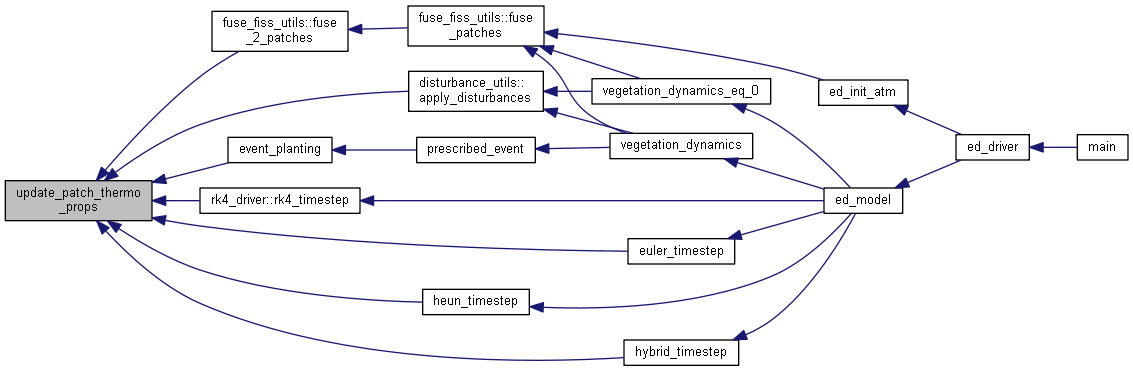 fuse_fiss_utils::fuse
_2_patches
fuse_fiss_utils::fuse
_patches
disturbance_utils::
apply_disturbances
vegetation_dynamics_eq_0
ed_init_atm
event_planting
prescribed_event
vegetation_dynamics
ed_driver
main
update_patch_thermo
_props
rk4_driver::rk4_timestep
ed_model
euler_timestep
heun_timestep
hybrid_timestep